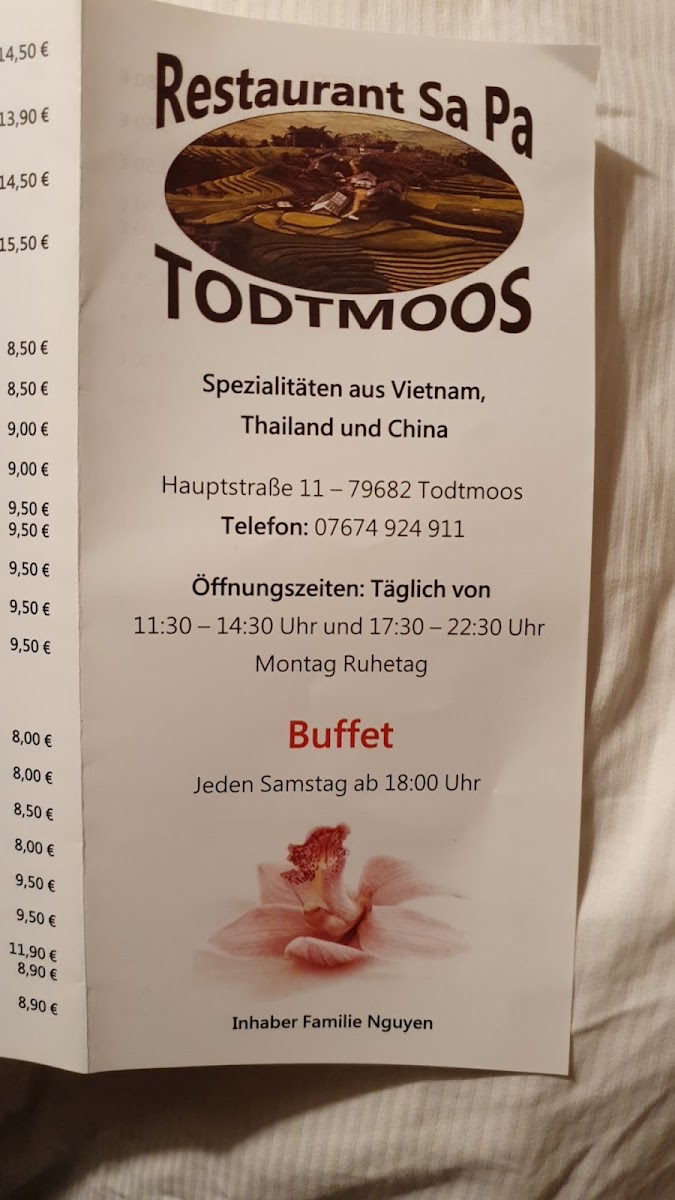 14,50 €
13,90 €
14,50 €
15,50 €
8,50 €
8,50 €
9,00 €
9,00 €
9,50 €
9,50 €
9,50 €
9,50 €
9,50 €
8,00 €
8,00 €
8,50 €
8,00 €
9,50 €
9,50 €
11,90 €
8,90 €
8,90 €
Restaurant Sa Pa
TODTMOOS
Spezialitäten aus Vietnam,
Thailand und China
Hauptstraße 11 – 79682 Todtmoos
Telefon: 07674 924 911
Öffnungszeiten: Täglich von
11:30 – 14:30 Uhr und 17:30 – 22:30 Uhr
Montag Ruhetag
Buffet
Jeden Samstag ab 18:00 Uhr
Inhaber Familie Nguyen